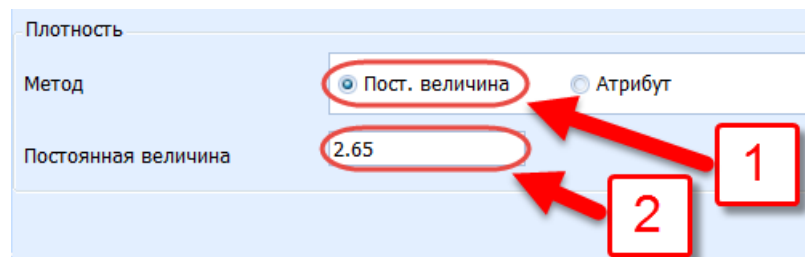 Плотность
Метод
Пост. величина
Атрибут
1
Постоянная величина
2.65
2